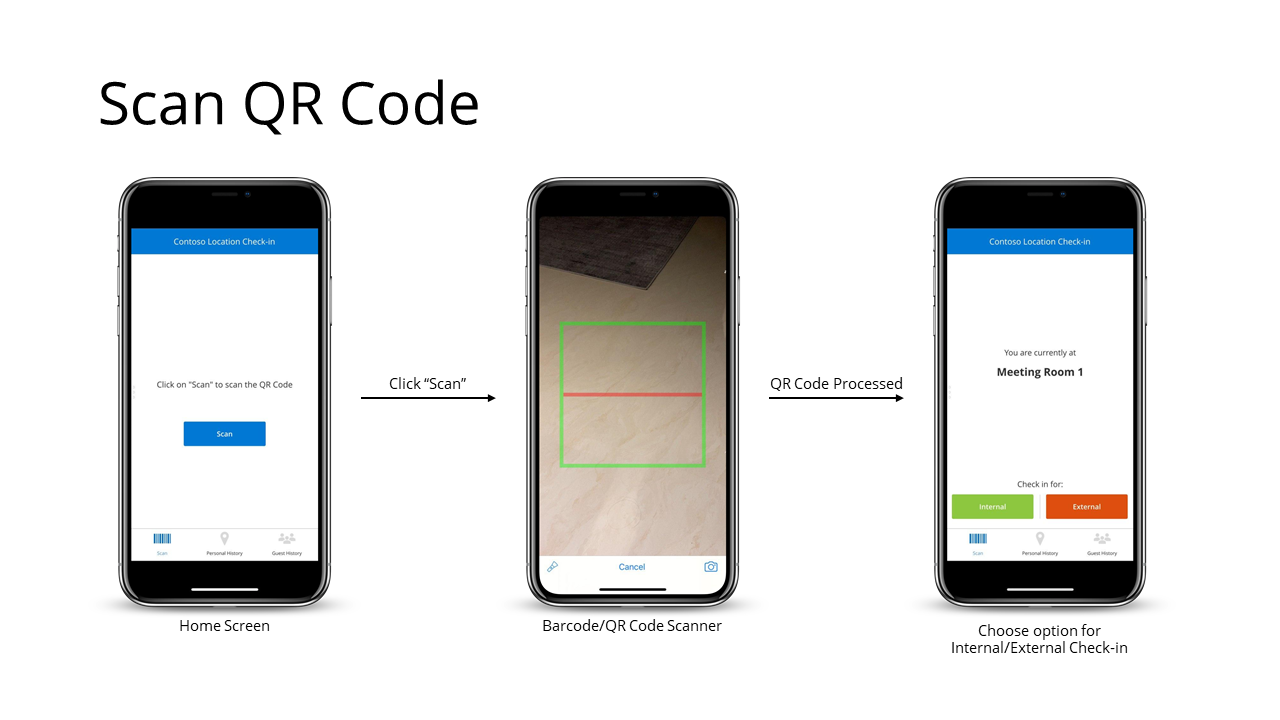 Scan QR Code
Contoso Location Check-in
Click on "Scan" to scan the QR Code
Scan
Scan
Personal History
Guest History
Home Screen
Click “Scan”
Cancel
Barcode/QR Code Scanner
QR Code Processed
Contoso Location Check-in
You are currently at
Meeting Room 1
Check in for:
Internal
External
Scan
Personal History
Guest History
Choose option for
Internal/External Check-in